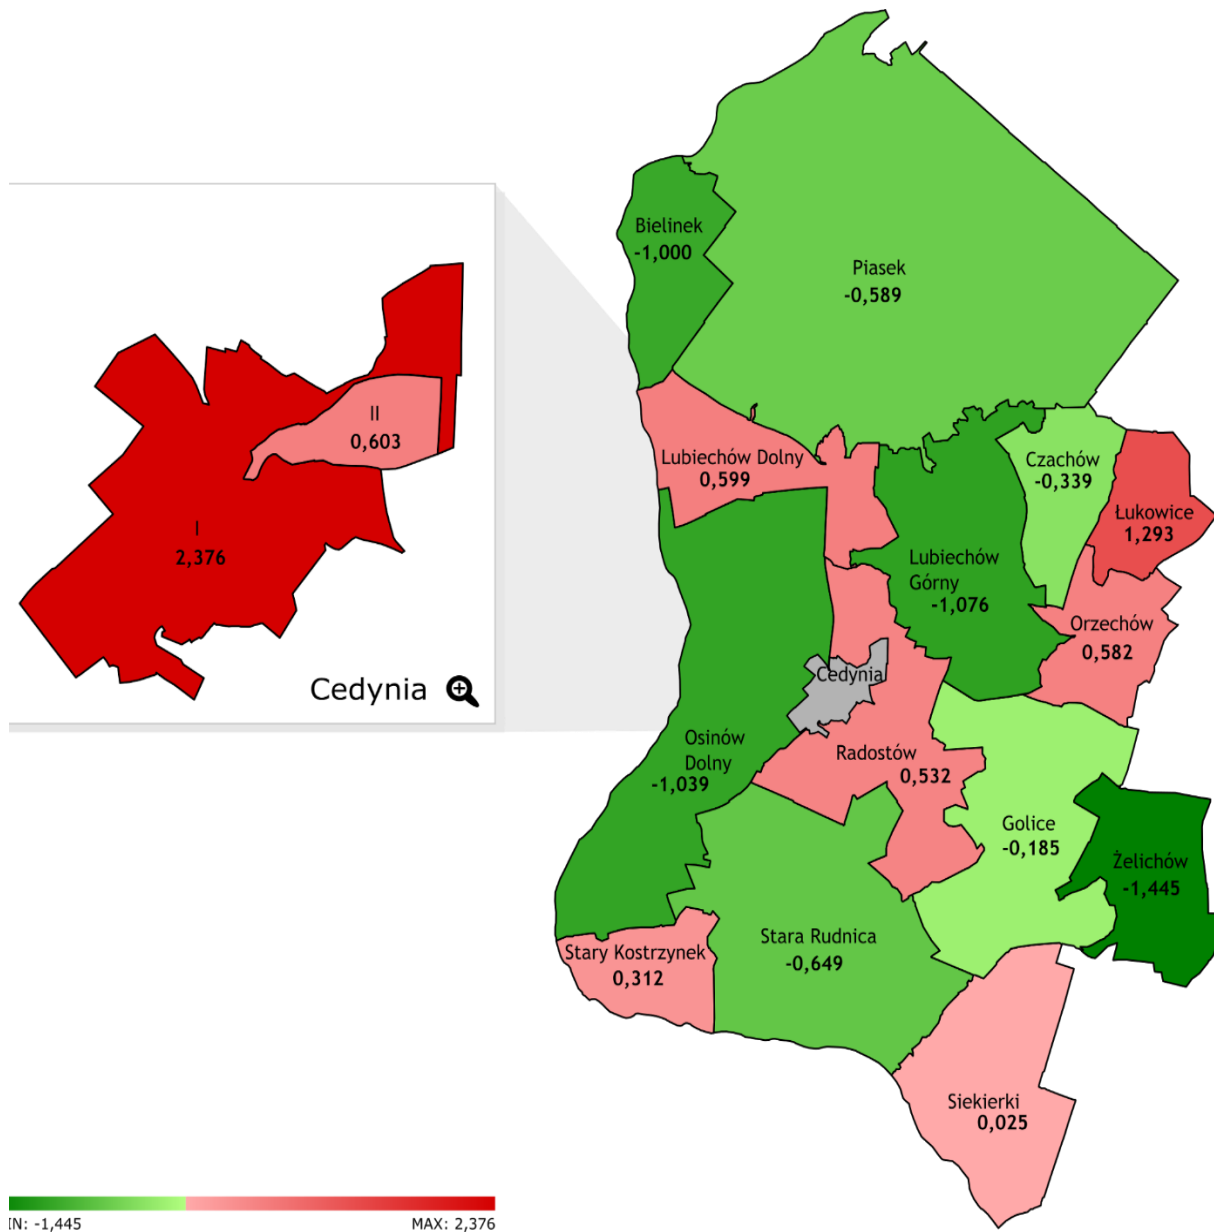 Bielinek
-1,000
Piasek
-0,589
II
0,603
Lubiechów Dolny
0,599
Czachów
-0,339
Łukowice
1,293
I
2,376
Lubiechów
Górny
-1,076
Orzechów
0,582
Cedynia
Cedynia
Osinów
Dolny
-1,039
Radostów
0,532
Golice
-0,185
Żelichów
-1,445
Stara Rudnica
-0,649
Stary Kostrzynek
0,312
Siekierki
0,025
IN: -1,445
MAX: 2,376